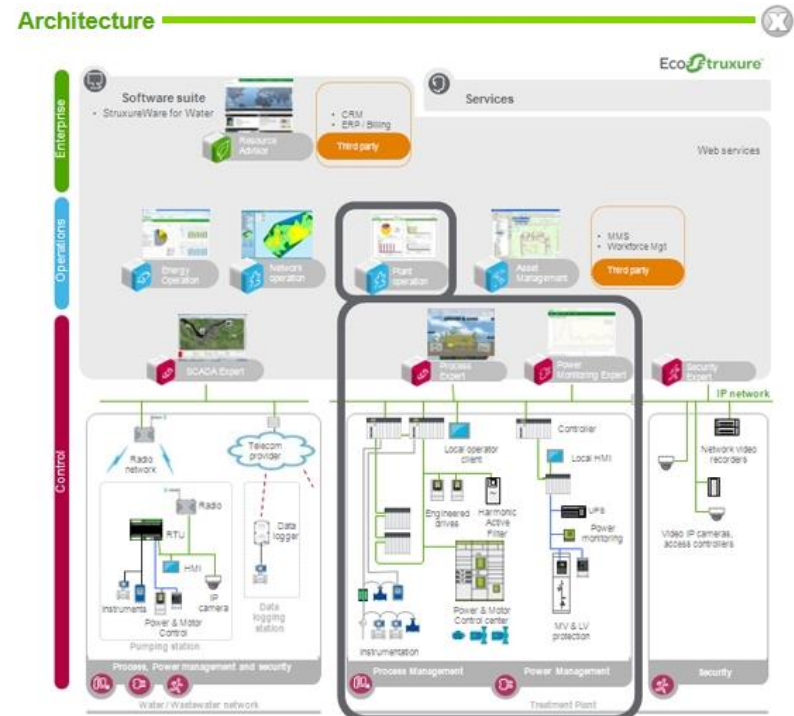 Architecture
X
EcoStruxure
Enterprise
Software suite
• StruxureWare for Water
Resource
Advisor
• CRM
• ERP / Billing
Third party
Services
Web services
Operations
Energy
Operation
Network
operation
Plant
operation
Asset
Management
• MMS
• Workforce Mgt
Third party
Control
SCADA Expert
Process
Expert
Power
Monitoring Expert
Security
Expert
IP network
Radio
network
Telecom
provider
Radio
RTU
HMI
Instruments
Power & Motor
Control
IP
camera
Pumping station
Data
logger
Data
logging
station
Process, Power management and security
Water / Wastewater network
Local operator
client
Engineered
drives
Harmonic
Active
Filter
Power & Motor
Control center
Instrumentation
Process Management
Controller
Local HMI
UPS
Power
monitoring
MV & LV
protection
Power Management
Treatment Plant
Network video
recorders
Video IP cameras,
access controllers
Security